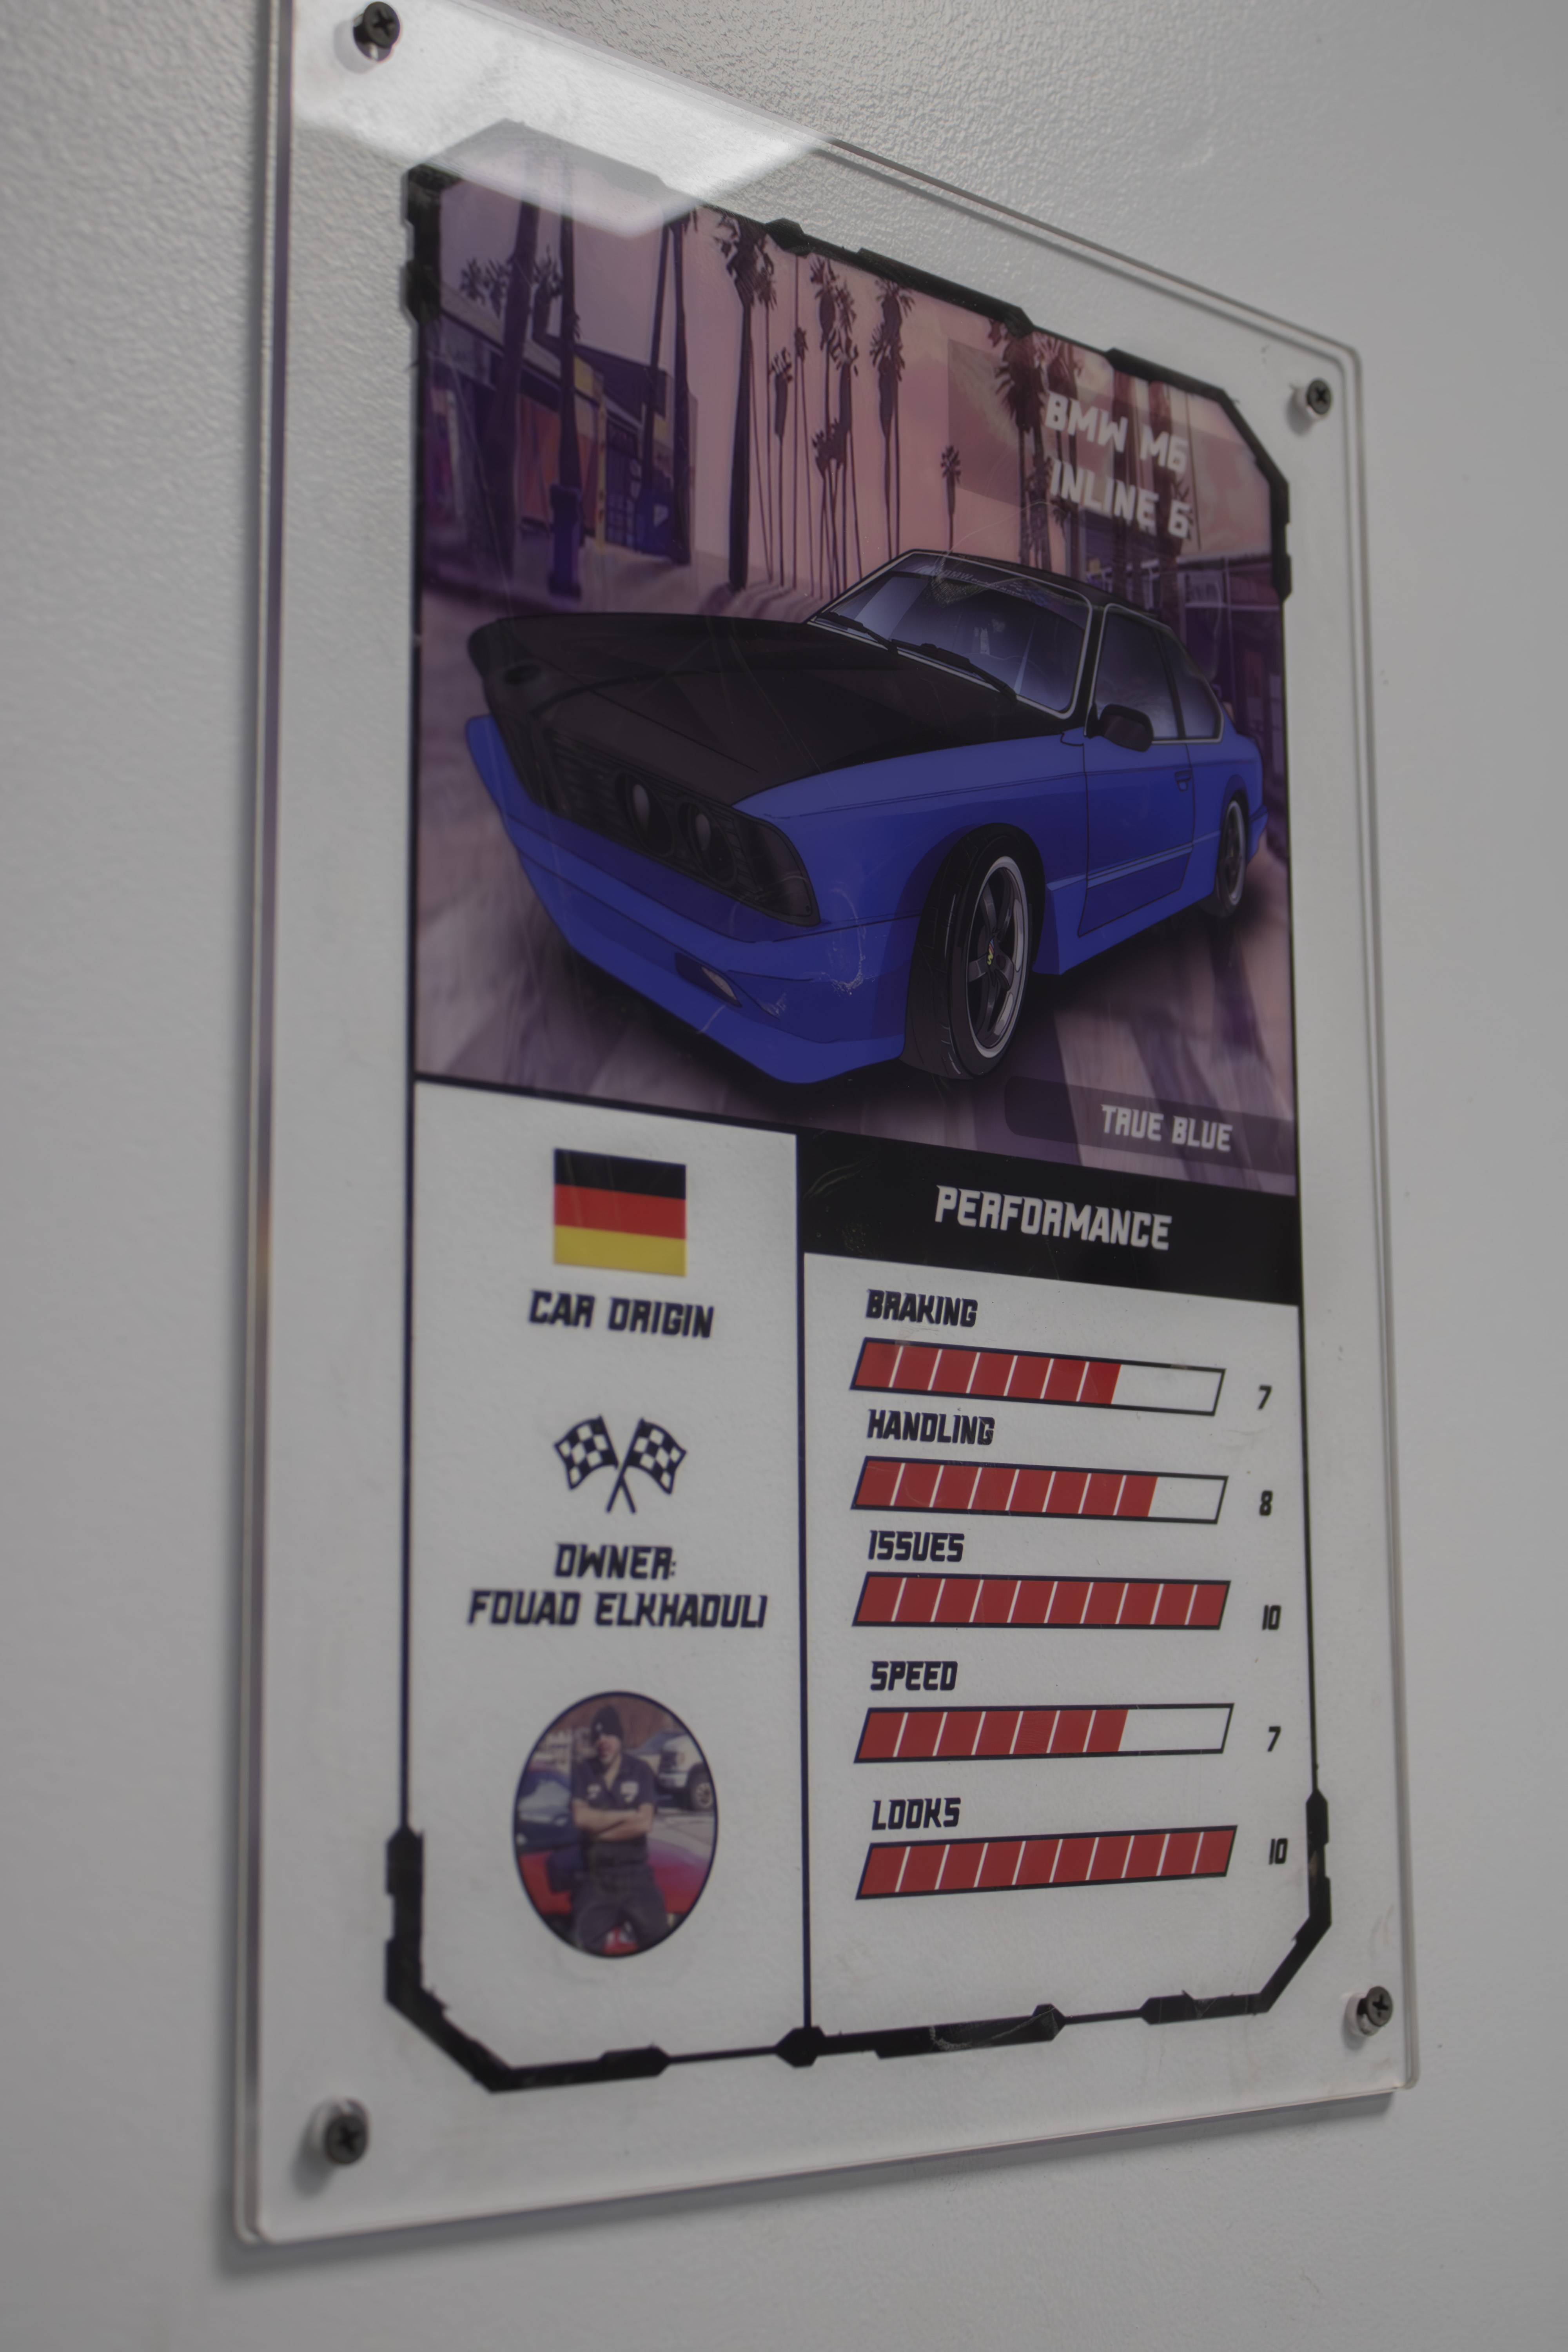 BMW M6
INLINE 6
TRUE BLUE
PERFORMANCE
CAR ORIGIN
OWNER:
FOUAD ELKHADULI
BRAKING
7
HANDLING
8
ISSUES
10
SPEED
7
LOOKS
10